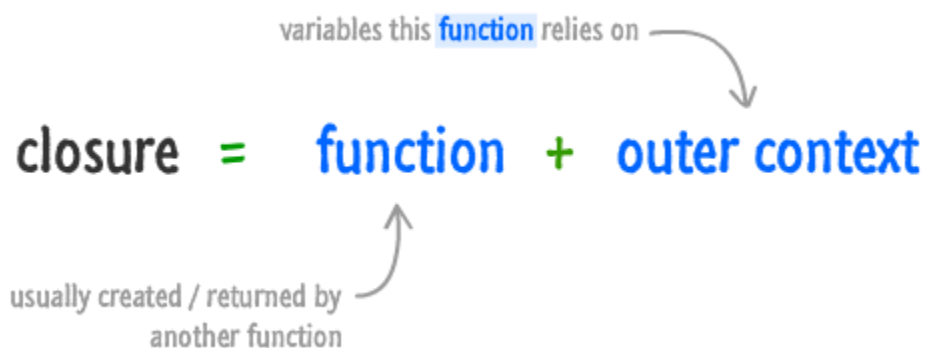 variables this function relies on
closure = function + outer context
usually created / returned by
another function